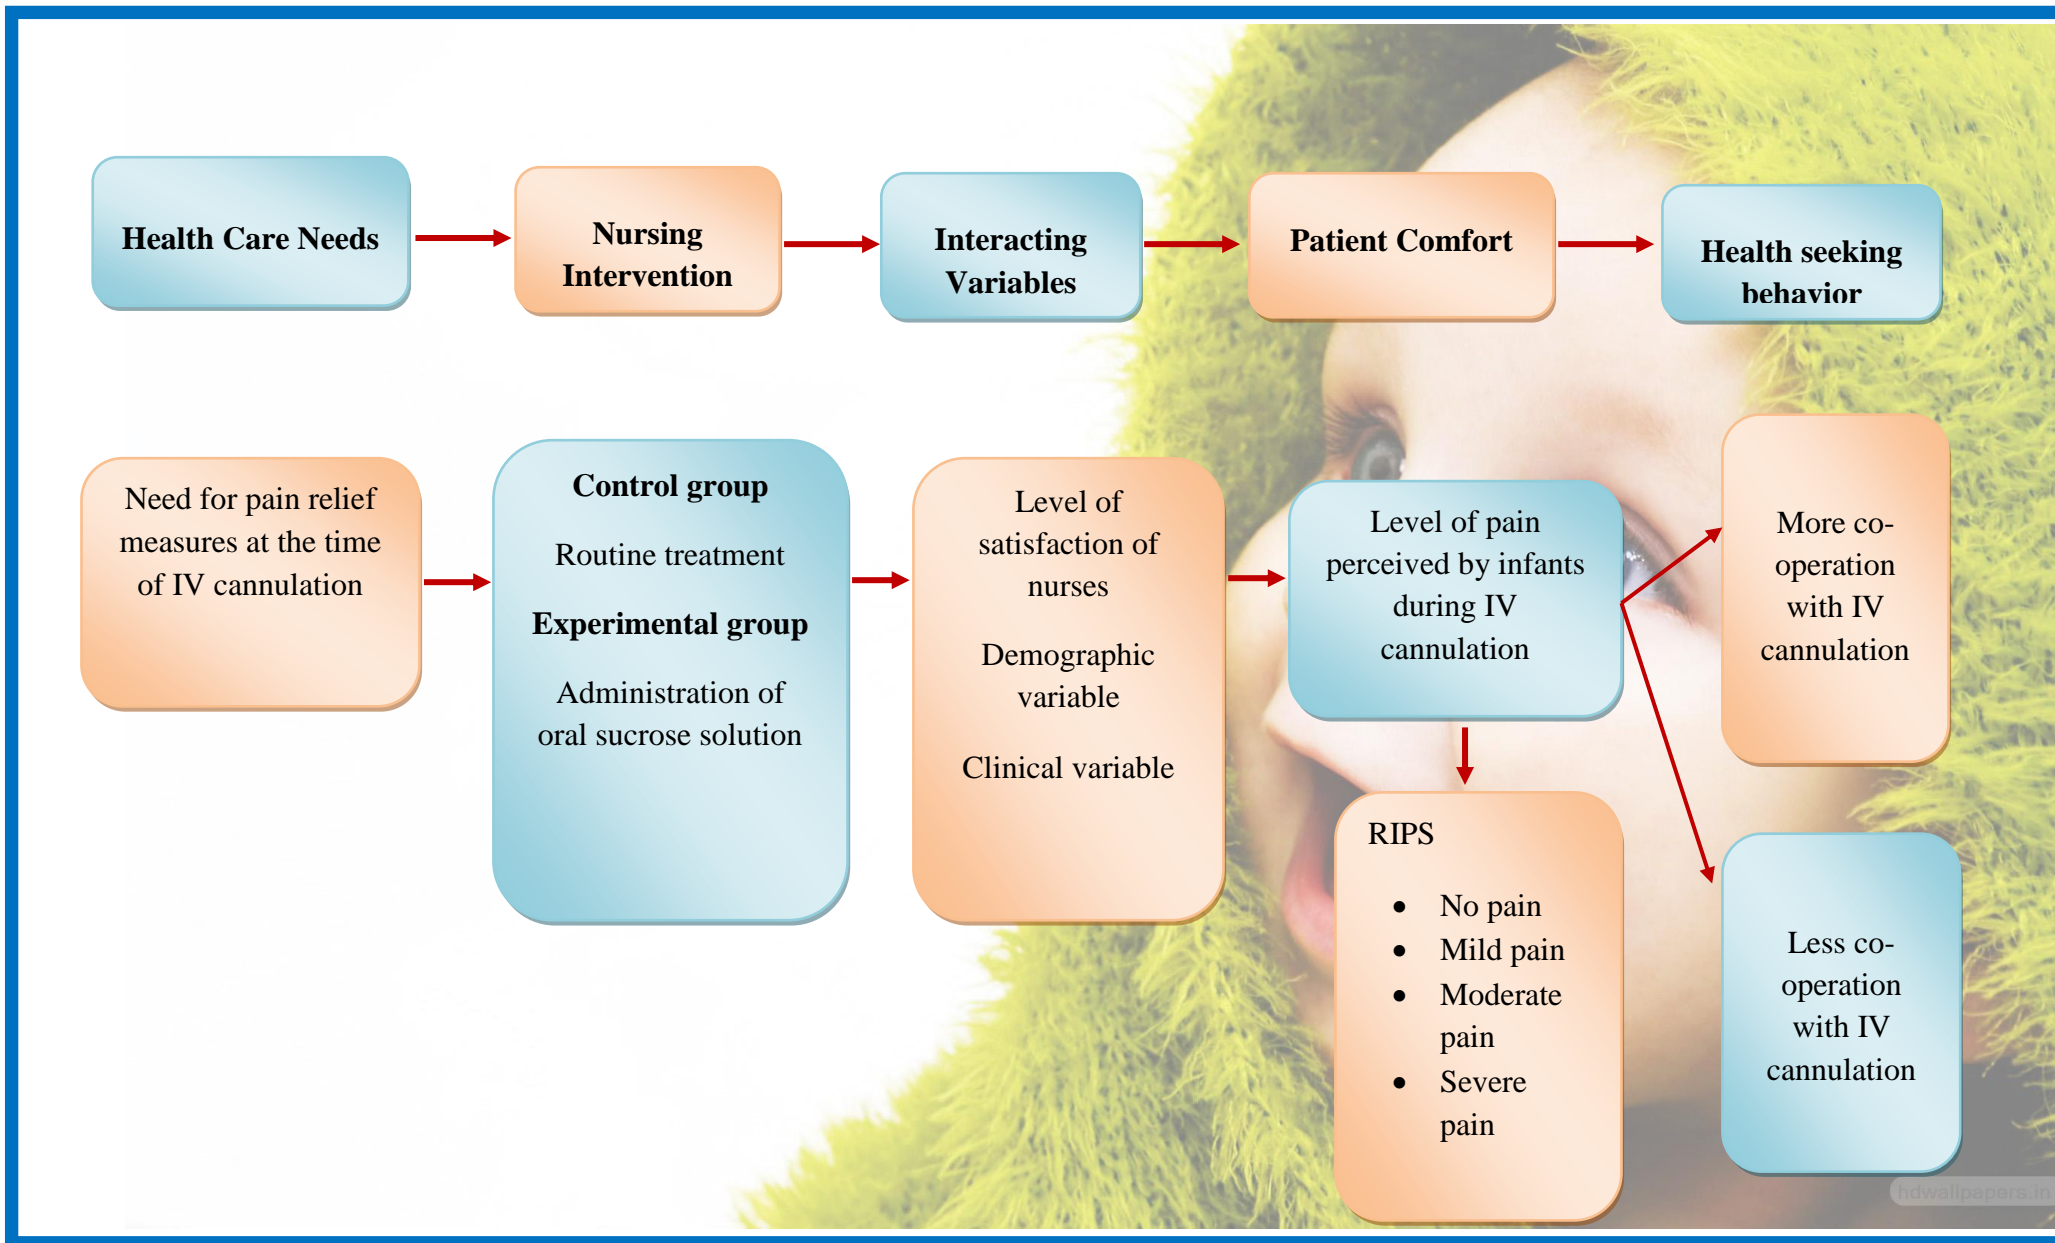 Health Care Needs
Nursing
Intervention
Interacting
Variables
Patient Comfort
Health seeking
behavior
Need for pain relief
measures at the time
of IV cannulation
Control group
Routine treatment
Experimental group
Administration of
oral sucrose solution
Level of
satisfaction of
nurses
Demographic
variable
Clinical variable
Level of pain
perceived by infants
during IV
cannulation
RIPS
• No pain
• Mild pain
• Moderate
pain
• Severe
pain
More co-
operation
with IV
cannulation
Less co-
operation
with IV
cannulation
hdwallpapers.in